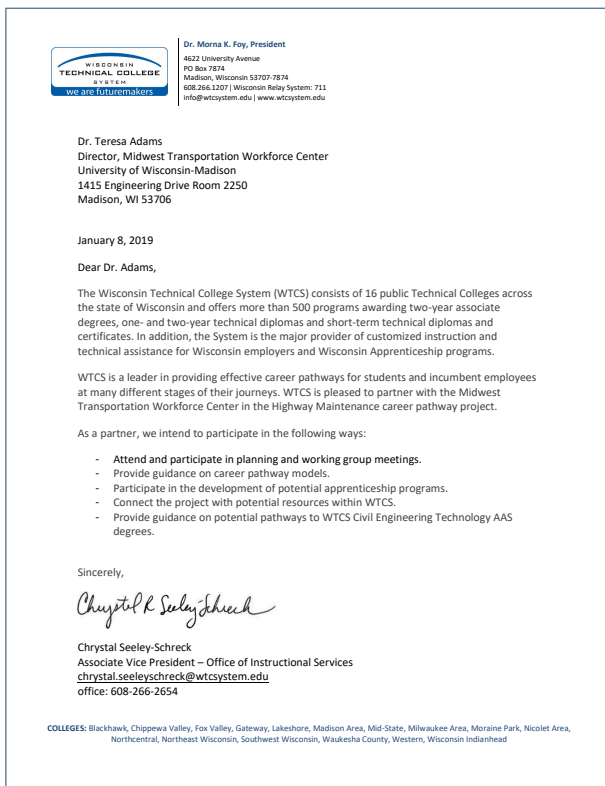 WISCONSIN
TECHNICAL COLLEGE
SYSTEM
we are futuremakers
Dr. Morna K. Foy, President
4622 University Avenue
PO Box 7874
Madison, Wisconsin 53707-7874
608.266.1207 | Wisconsin Relay System: 711
info@wtcsystem.edu | www.wtcsystem.edu
Dr. Teresa Adams
Director, Midwest Transportation Workforce Center
University of Wisconsin-Madison
1415 Engineering Drive Room 2250
Madison, WI 53706
January 8, 2019
Dear Dr. Adams,
The Wisconsin Technical College System (WTCS) consists of 16 public Technical Colleges across
the state of Wisconsin and offers more than 500 programs awarding two-year associate
degrees, one- and two-year technical diplomas and short-term technical diplomas and
certificates. In addition, the System is the major provider of customized instruction and
technical assistance for Wisconsin employers and Wisconsin Apprenticeship programs.
WTCS is a leader in providing effective career pathways for students and incumbent employees
at many different stages of their journeys. WTCS is pleased to partner with the Midwest
Transportation Workforce Center in the Highway Maintenance career pathway project.
As a partner, we intend to participate in the following ways:
- Attend and participate in planning and working group meetings.
- Provide guidance on career pathway models.
- Participate in the development of potential apprenticeship programs.
- Connect the project with potential resources within WTCS.
- Provide guidance on potential pathways to WTCS Civil Engineering Technology AAS
degrees.
Sincerely,
Chrystel R Seeley-Schreck
Chrystal Seeley-Schreck
Associate Vice President – Office of Instructional Services
chrystal.seeleyschreck@wtcsystem.edu
office: 608-266-2654
COLLEGES: Blackhawk, Chippewa Valley, Fox Valley, Gateway, Lakeshore, Madison Area, Mid-State, Milwaukee Area, Moraine Park, Nicolet Area,
Northcentral, Northeast Wisconsin, Southwest Wisconsin, Waukesha County, Western, Wisconsin Indianhead